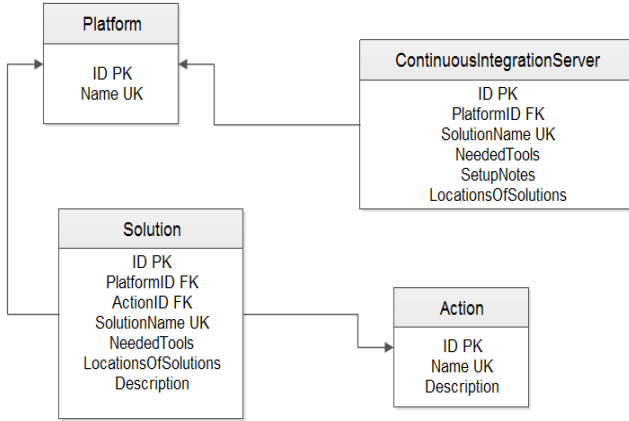 Platform
ID PK
Name UK
ContinuousIntegrationServer
ID PK
PlatformID FK
SolutionName UK
NeededTools
SetupNotes
LocationsOfSolutions
Solution
ID PK
PlatformID FK
ActionID FK
SolutionName UK
NeededTools
LocationsOfSolutions
Description
Action
ID PK
Name UK
Description